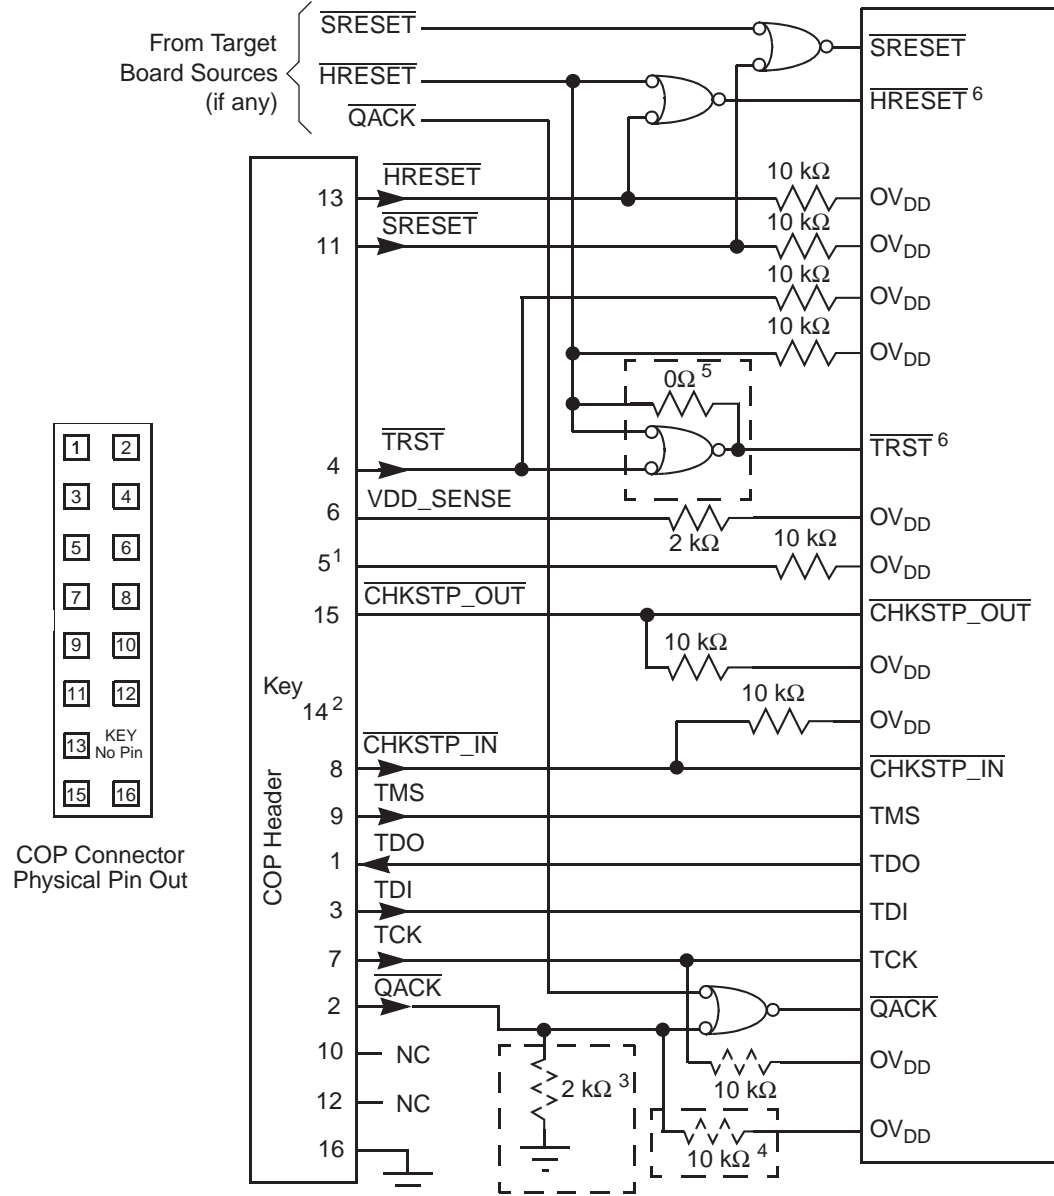 From Target
Board Sources
(if any)
SRESET
HRESET
QACK
SRESET
HRESET 6
13
HRESET
10 kΩ
OVDD
11
SRESET
10 kΩ
OVDD
10 kΩ
OVDD
10 kΩ
OVDD
0Ω 5
4
TRST
TRST 6
6
VDD_SENSE
2 kΩ
OVDD
5 1
10 kΩ
OVDD
15
CHKSTP_OUT
CHKSTP_OUT
10 kΩ
OVDD
Key
14 2
10 kΩ
OVDD
8
CHKSTP_IN
CHKSTP_IN
9
TMS
TMS
1
TDO
TDO
3
TDI
TDI
7
TCK
TCK
2
QACK
QACK
10
NC
10 kΩ
OVDD
12
NC
2 kΩ 3
10 kΩ 4
OVDD
16
COP Header
1 2
3 4
5 6
7 8
9 10
11 12
13 KEY
No Pin
15 16
COP Connector
Physical Pin Out